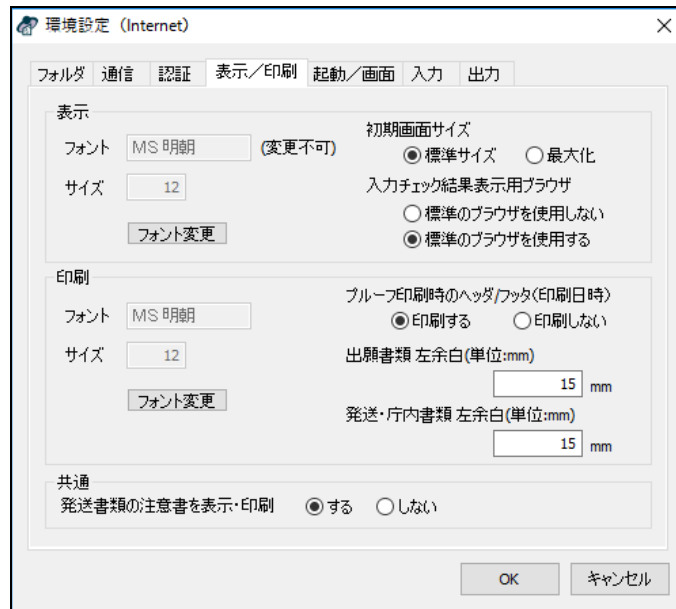 環境設定（Internet）
フォルダ 通信 認証 表示／印刷 起動／画面 入力 出力
表示
フォント MS 明朝 (変更不可)
サイズ 12
フォント変更
初期画面サイズ
標準サイズ 最大化
入力チェック結果表示用ブラウザ
標準のブラウザを使用しない
標準のブラウザを使用する
印刷
フォント MS 明朝
サイズ 12
フォント変更
プルーフ印刷時のヘッダ/フッタ(印刷日時)
印刷する 印刷しない
出願書類 左余白(単位:mm)
15 mm
発送・庁内書類 左余白(単位:mm)
15 mm
共通
発送書類の注意書を表示・印刷 する しない
OK キャンセル